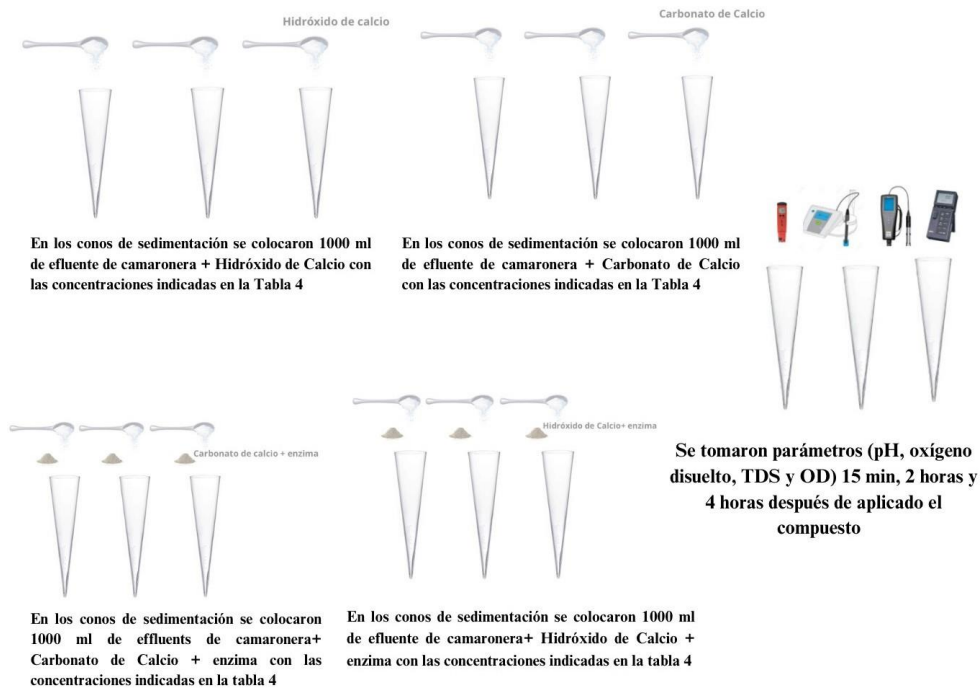 Hidróxido de calcio
En los conos de sedimentación se colocaron 1000 ml
de efluente de camaronera + Hidróxido de Calcio con
las concentraciones indicadas en la Tabla 4
Carbonato de Calcio
En los conos de sedimentación se colocaron 1000 ml
de efluente de camaronera + Carbonato de Calcio
con las concentraciones indicadas en la Tabla 4
Carbonato de calcio + enzima
En los conos de sedimentación se colocaron
1000 ml de effluents de camaronera+
Carbonato de Calcio + enzima con las
concentraciones indicadas en la tabla 4
Hidróxido de Calcio+ enzima
En los conos de sedimentación se colocaron 1000 ml
de efluente de camaronera+ Hidróxido de Calcio +
enzima con las concentraciones indicadas en la tabla 4
Se tomaron parámetros (pH, oxígeno
disuelto, TDS y OD) 15 min, 2 horas y
4 horas después de aplicado el
compuesto